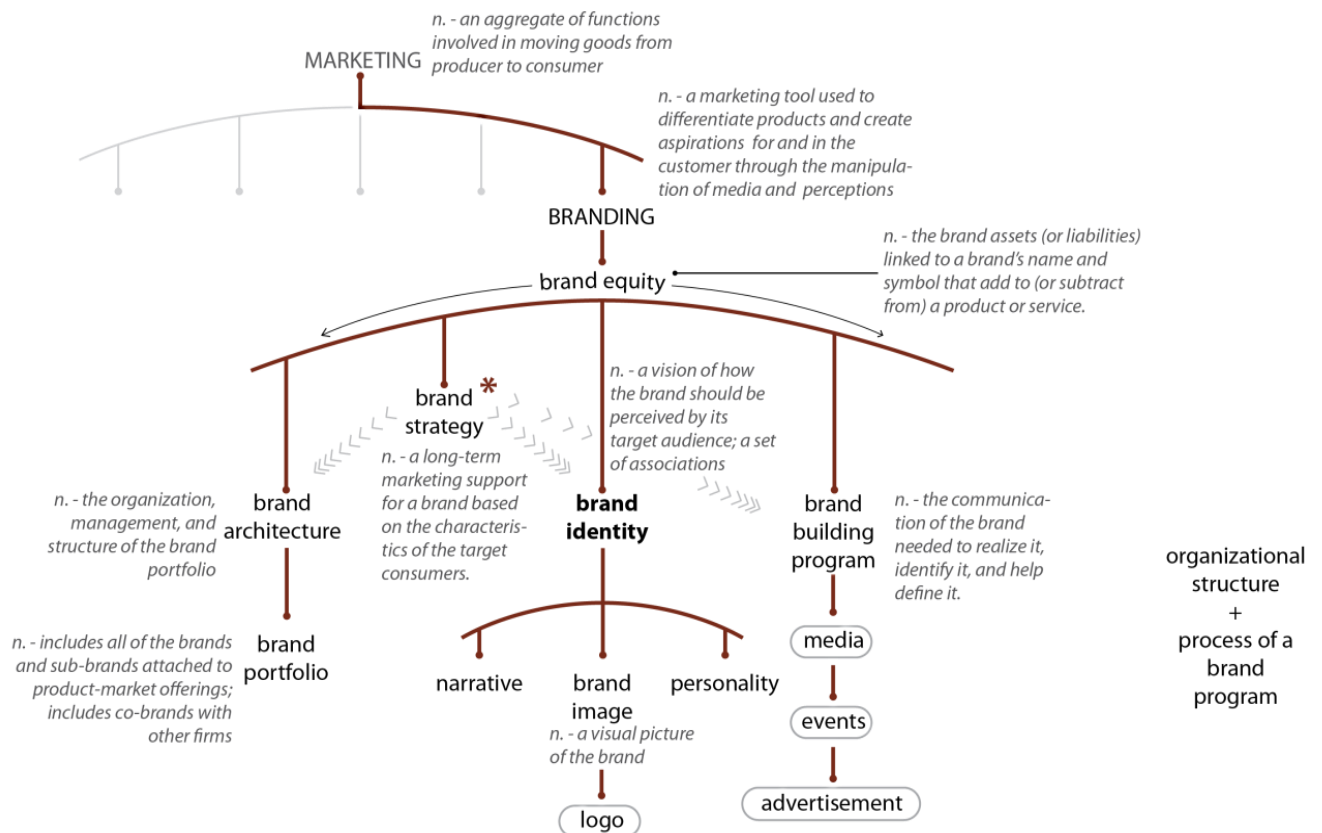 MARKETING
n. - an aggregate of functions
involved in moving goods from
producer to consumer
n. - a marketing tool used to
differentiate products and create
aspirations for and in the
customer through the manipula-
tion of media and perceptions
BRANDING
brand equity
n. - the brand assets (or liabilities)
linked to a brand's name and
symbol that add to (or subtract
from) a product or service.
brand
strategy
*
n. - a long-term
marketing support
for a brand based
on the characteris-
tics of the target
consumers.
n. - a vision of how
the brand should be
perceived by its
target audience; a set
of associations
n. - the organization,
management, and
structure of the brand
portfolio
brand
architecture
brand
identity
brand
building
program
n. - the communica-
tion of the brand
needed to realize it,
identify it, and help
define it.
organizational
structure
+
process of a
brand
program
n. - includes all of the brands
and sub-brands attached to
product-market offerings;
includes co-brands with
other firms
brand
portfolio
narrative
brand
image
n. - a visual picture
of the brand
logo
personality
media
events
advertisement